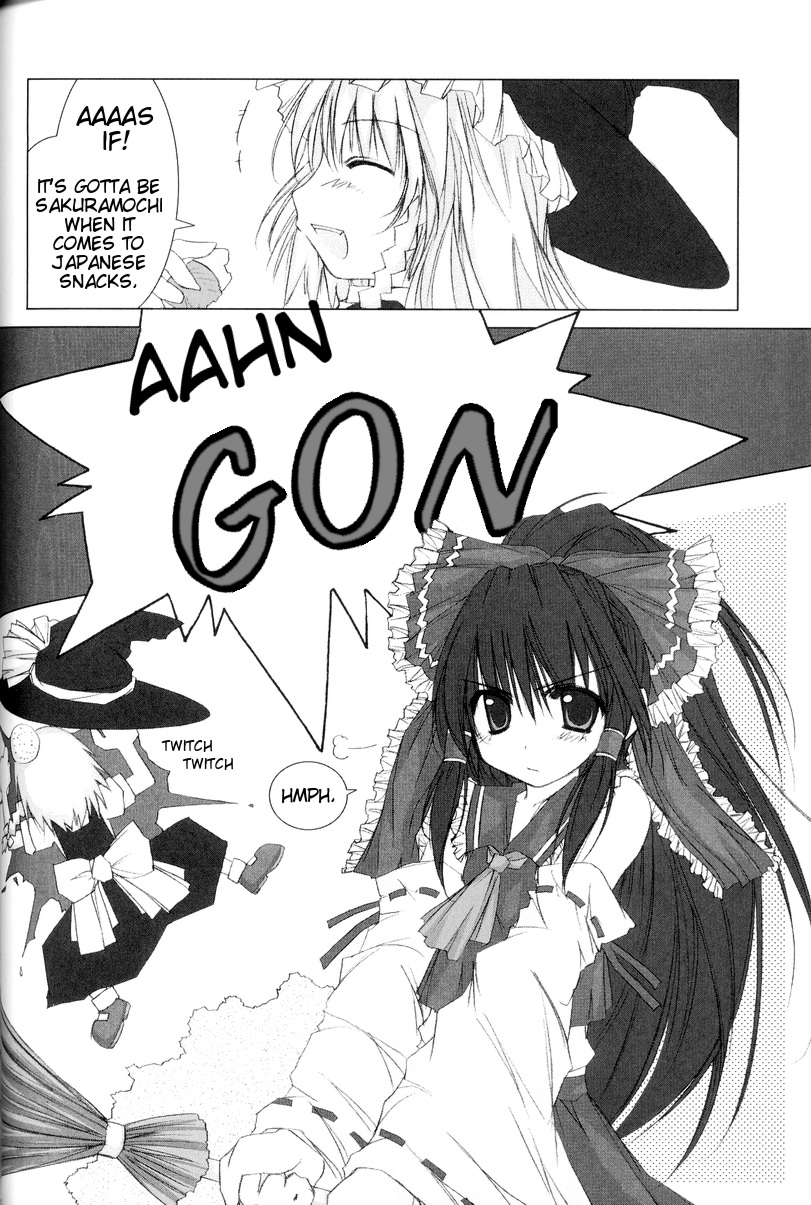 AAAAS
IF!
IT'S GOTTA BE
SAKURAMOCHI
WHEN IT
COMES TO
JAPANESE
SNACKS.
AAHN
GON
TWITCH
TWITCH
HMPH.